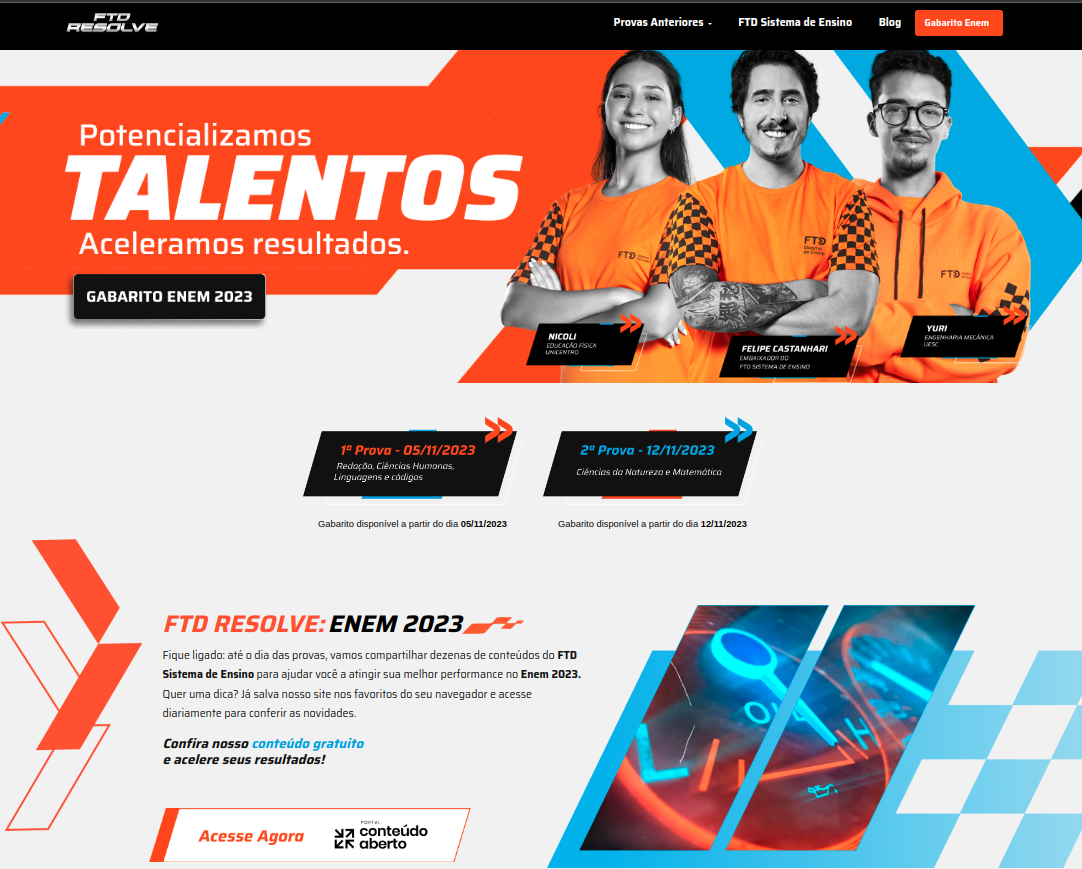 FTD
RESOLVE
Provas Anteriores
FTD Sistema de Ensino
Blog
Gabarito Enem
Potencializamos
TALENTOS
Aceleramos resultados.
GABARITO ENEM 2023
FTD
FTD
Sistema
de Ensino
FTD
NICOLI
EDUCAÇÃO FÍSICA
UNICENTRO
FELIPE CASTANHARI
EMBAIXADOR DO
FTD SISTEMA DE ENSINO
YURI
ENGENHARIA MECÂNICA
UESC
1ª Prova - 05/11/2023
Redação, Ciências Humanas,
Linguagens e códigos
2ª Prova - 12/11/2023
Ciências da Natureza e Matemática
Gabarito disponível a partir do dia 05/11/2023
Gabarito disponível a partir do dia 12/11/2023
FTD RESOLVE: ENEM 2023
Fique ligado: até o dia das provas, vamos compartilhar dezenas de conteúdos do FTD
Sistema de Ensino para ajudar você a atingir sua melhor performance no Enem 2023.
Quer uma dica? Já salva nosso site nos favoritos do seu navegador e acesse
diariamente para conferir as novidades.
Confira nosso conteúdo gratuito
e acelere seus resultados!
Acesse Agora
PORTAL
conteúdo
aberto
C
H